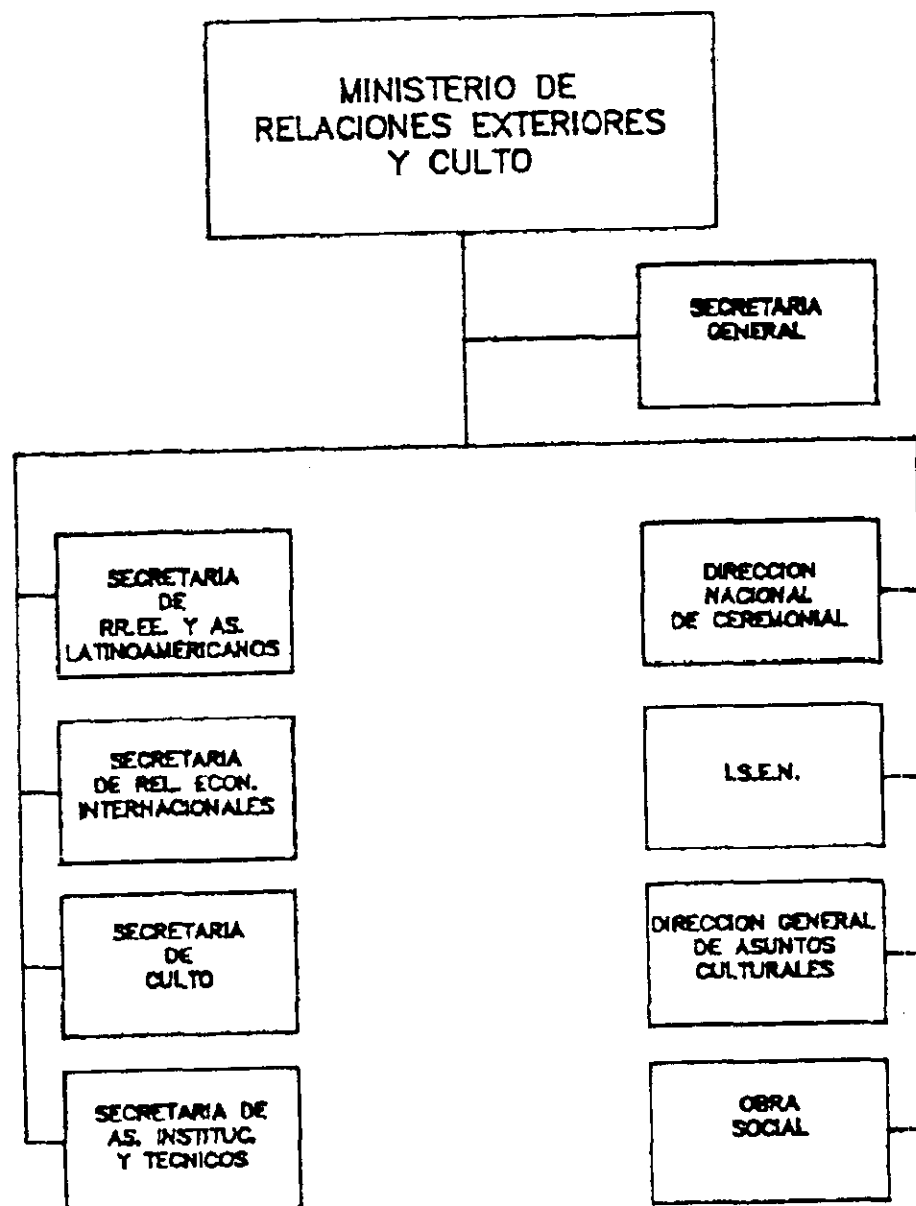 MINISTERIO DE
RELACIONES EXTERIORES
Y CULTO
SECRETARIA
GENERAL
SECRETARIA
DE
RR.EE. Y AS.
LATINOAMERICANOS
SECRETARIA
DE REL. ECON.
INTERNACIONALES
SECRETARIA
DE
CULTO
SECRETARIA DE
AS. INSTITUC.
Y TECNICOS
DIRECCION
NACIONAL
DE CEREMONIAL
I.S.E.N.
DIRECCION GENERAL
DE ASUNTOS
CULTURALES
OBRA
SOCIAL